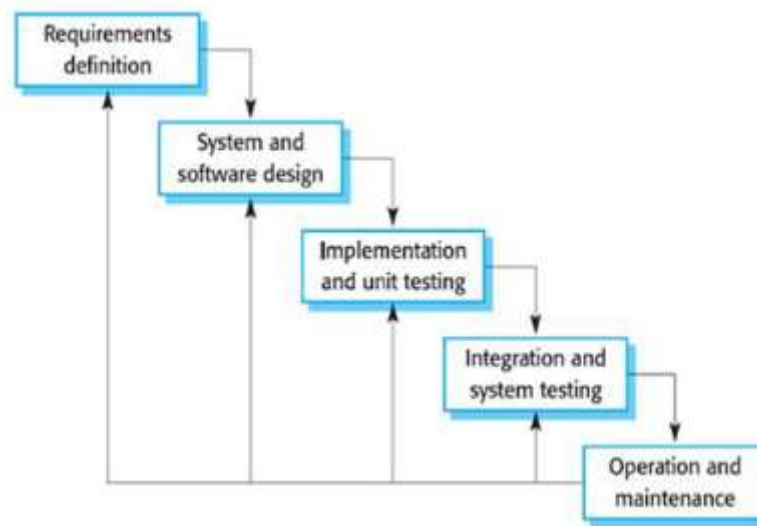 Requirements
definition
System and
software design
Implementation
and unit testing
Integration and
system testing
Operation and
maintenance